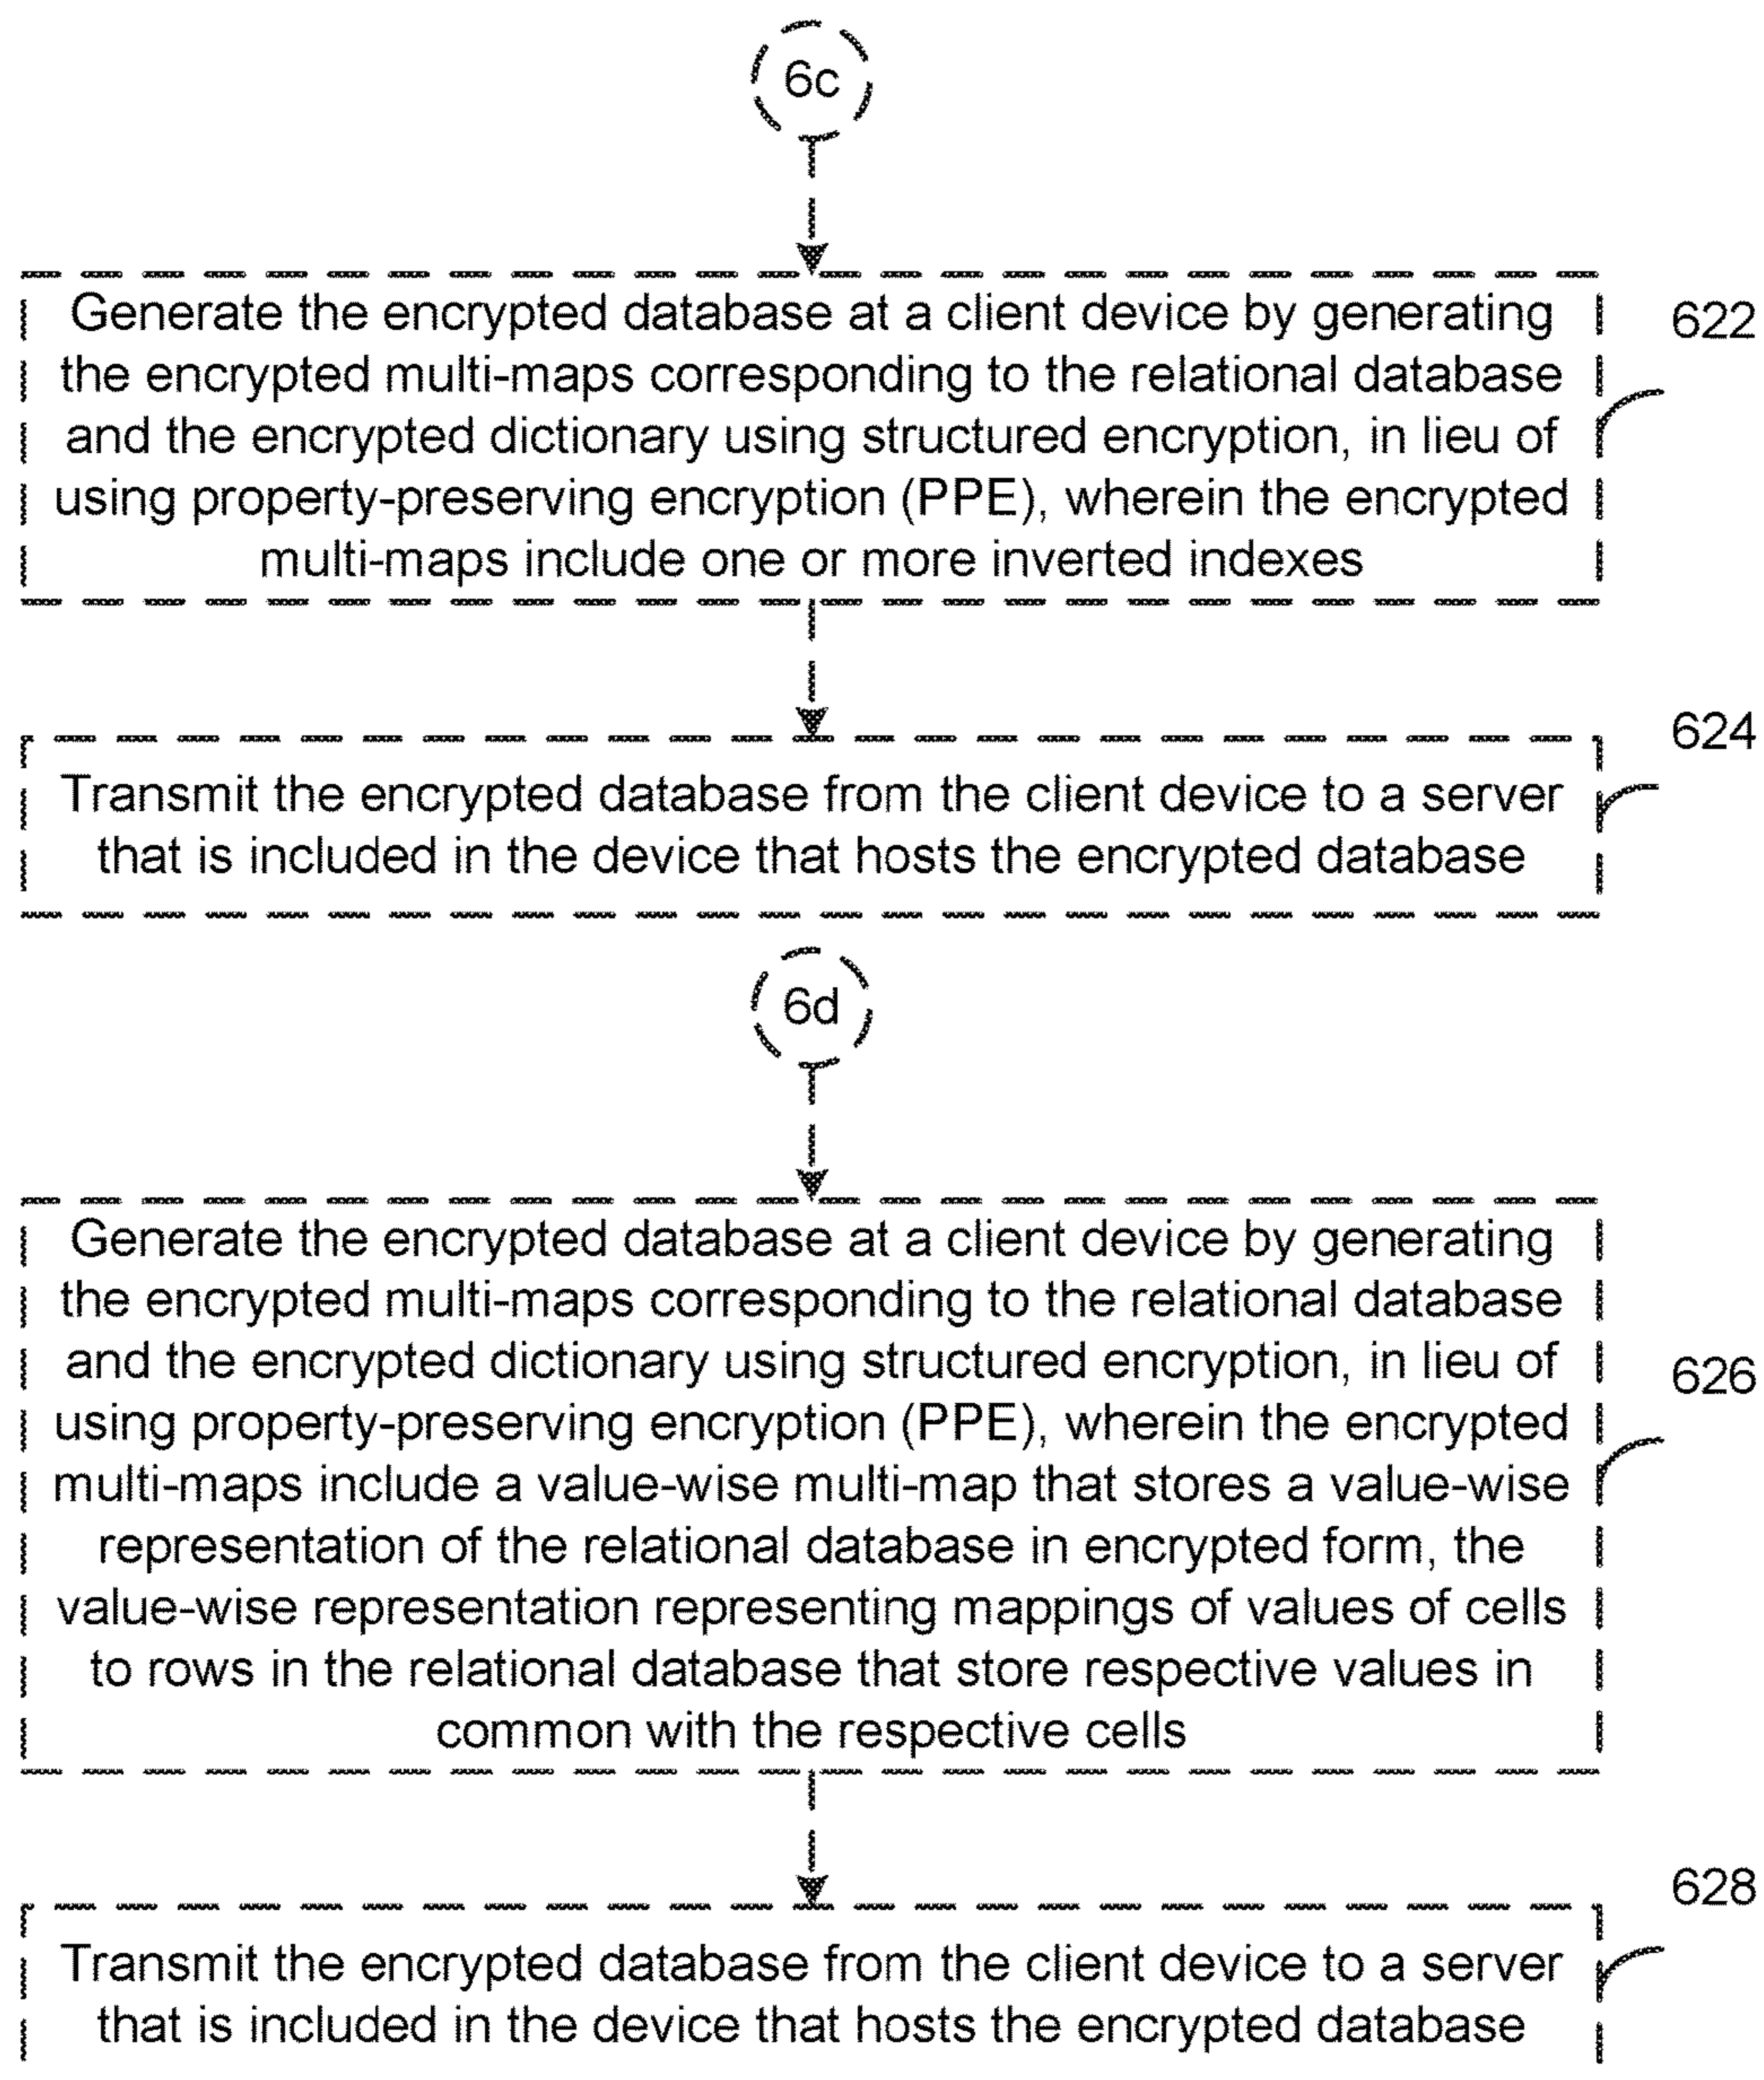 6c
Generate the encrypted database at a client device by generating
the encrypted multi-maps corresponding to the relational database
and the encrypted dictionary using structured encryption, in lieu of
using property-preserving encryption (PPE), wherein the encrypted
multi-maps include one or more inverted indexes
622
Transmit the encrypted database from the client device to a server
that is included in the device that hosts the encrypted database
624
6d
Generate the encrypted database at a client device by generating
the encrypted multi-maps corresponding to the relational database
and the encrypted dictionary using structured encryption, in lieu of
using property-preserving encryption (PPE), wherein the encrypted
multi-maps include a value-wise multi-map that stores a value-wise
representation of the relational database in encrypted form, the
value-wise representation representing mappings of values of cells
to rows in the relational database that store respective values in
common with the respective cells
626
Transmit the encrypted database from the client device to a server
that is included in the device that hosts the encrypted database
628